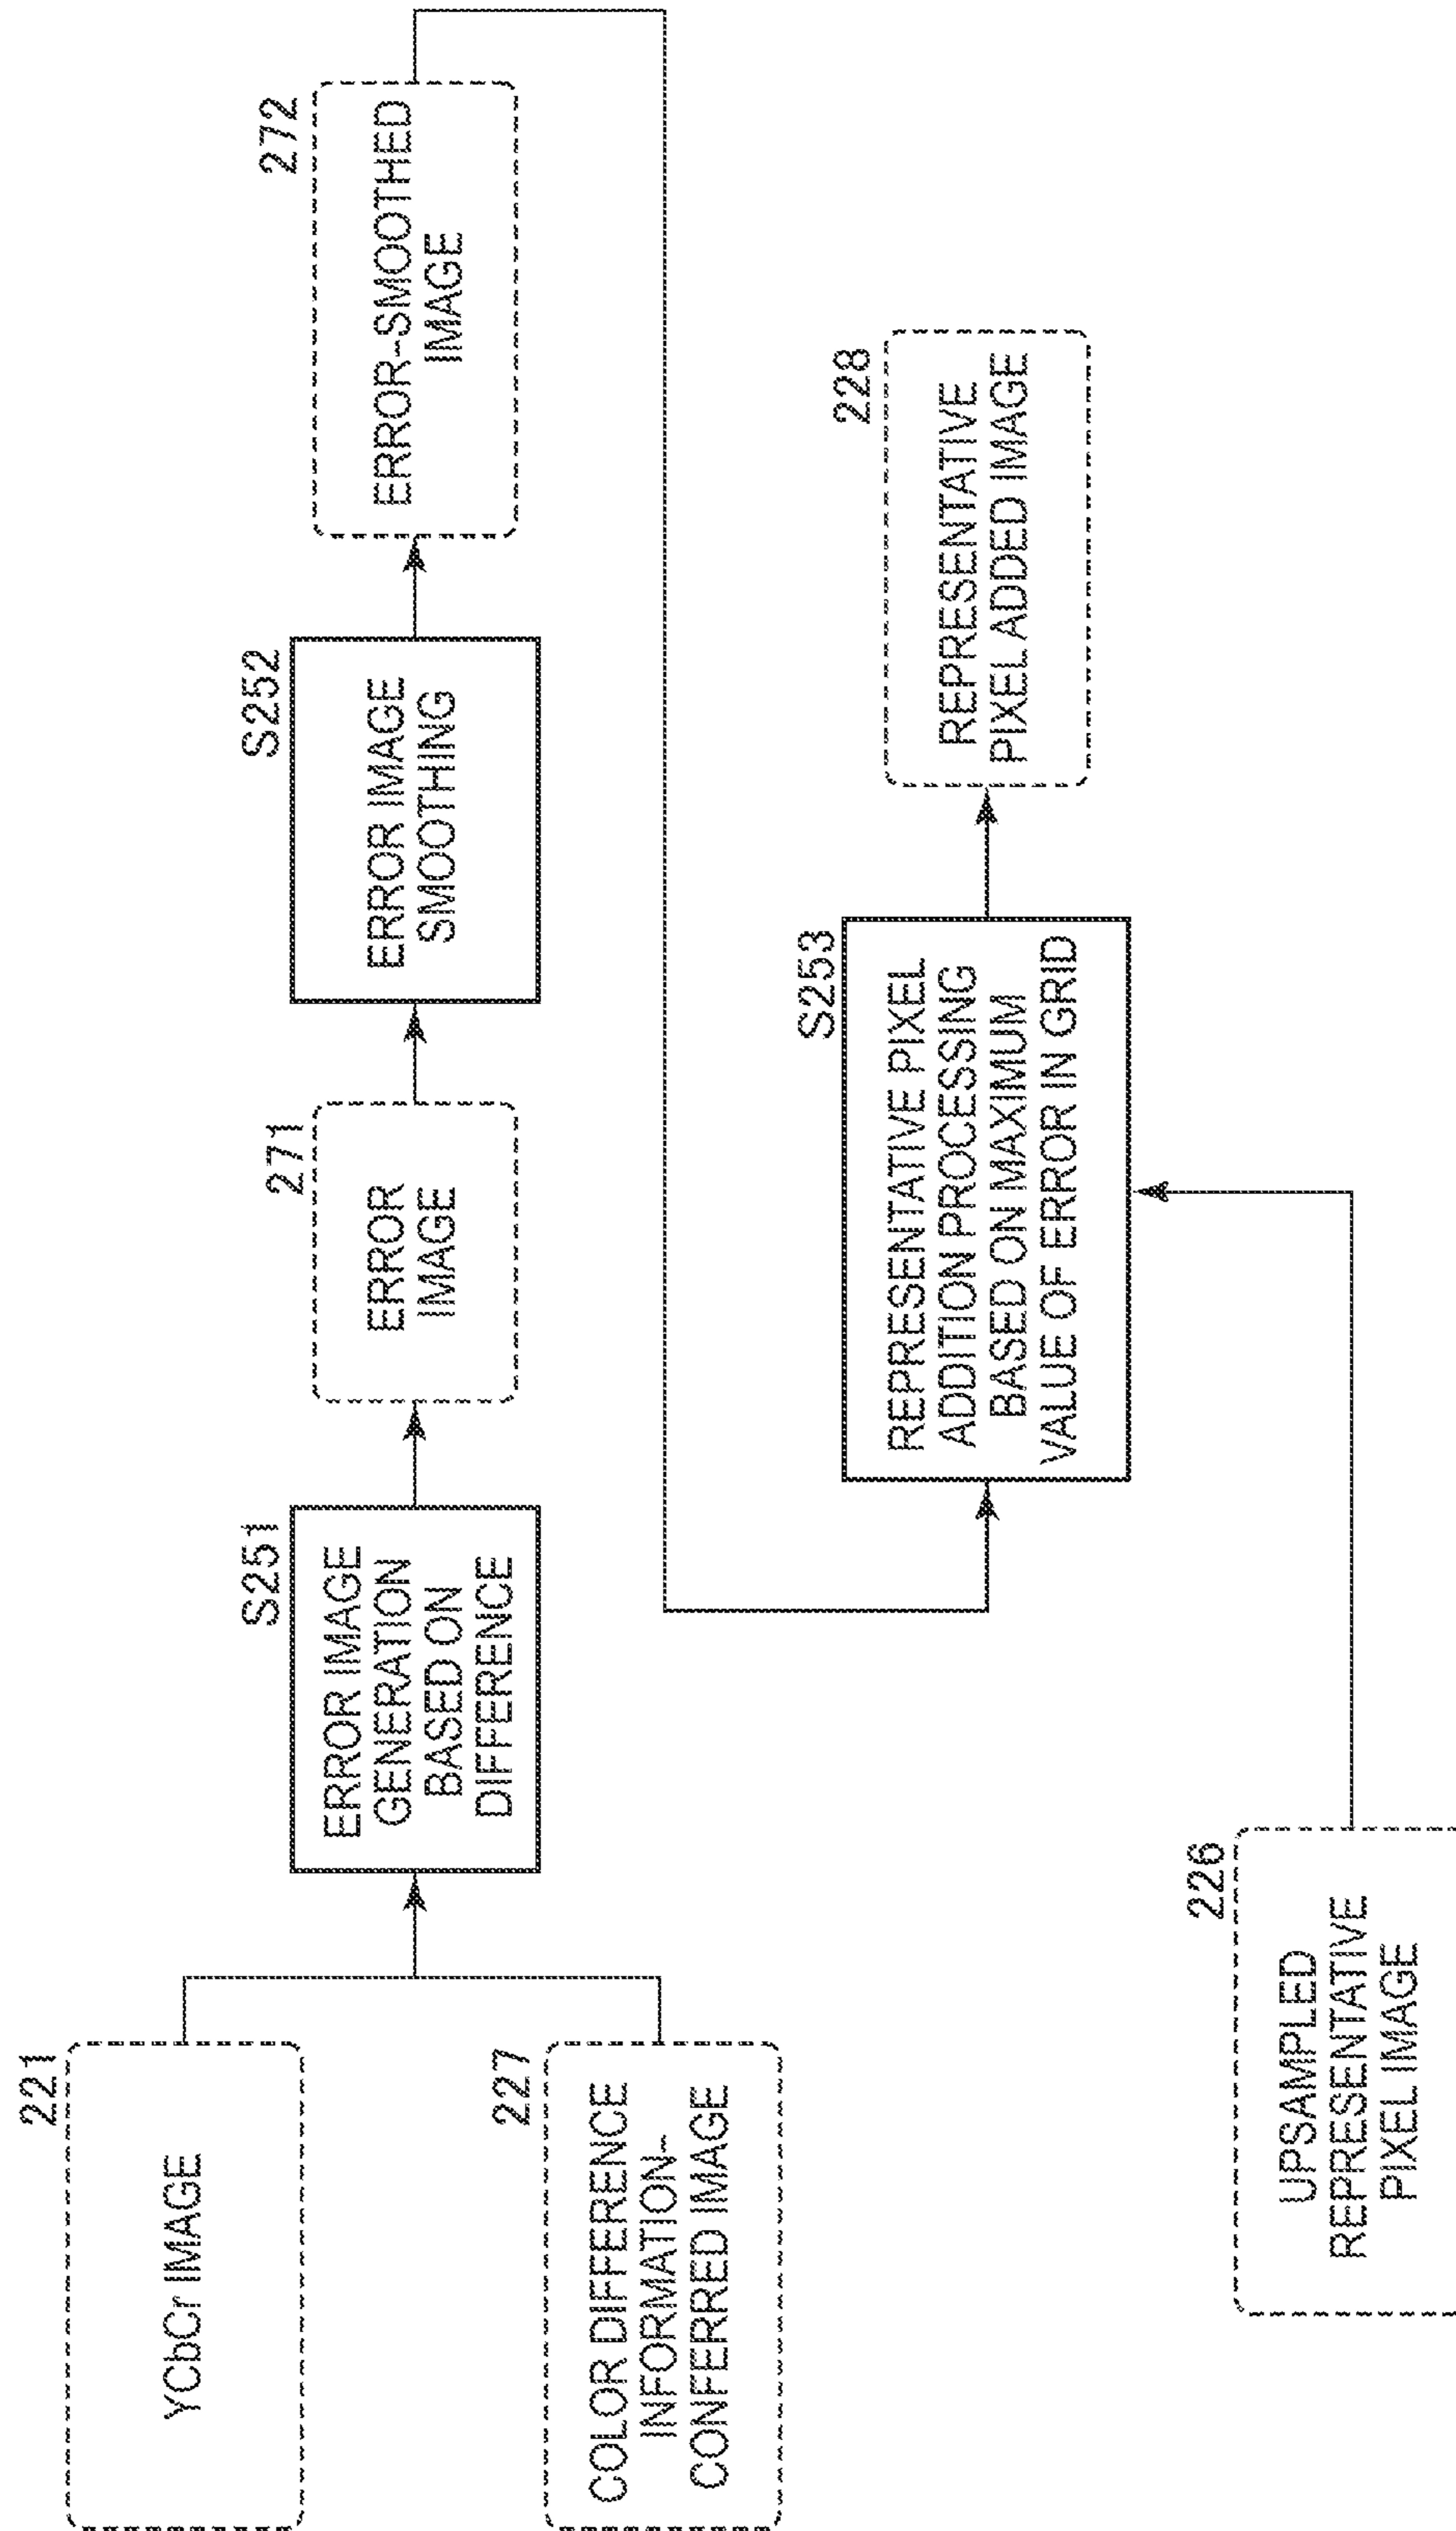 221
YCbCr IMAGE
227
COLOR DIFFERENCE
INFORMATION-
CONFERRED IMAGE
S251
ERROR IMAGE
GENERATION
BASED ON
DIFFERENCE
271
ERROR
IMAGE
S252
ERROR IMAGE
SMOOTHING
272
ERROR-SMOOTHED
IMAGE
S253
REPRESENTATIVE PIXEL
ADDITION PROCESSING
BASED ON MAXIMUM
VALUE OF ERROR IN GRID
228
REPRESENTATIVE
PIXEL ADDED IMAGE
226
UPSAMPLED
REPRESENTATIVE
PIXEL IMAGE